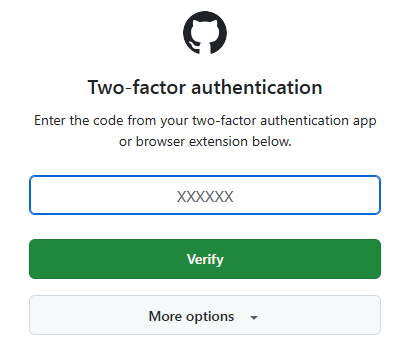 Two-factor authentication
Enter the code from your two-factor authentication app
or browser extension below.
XXXXXX
Verify
More options